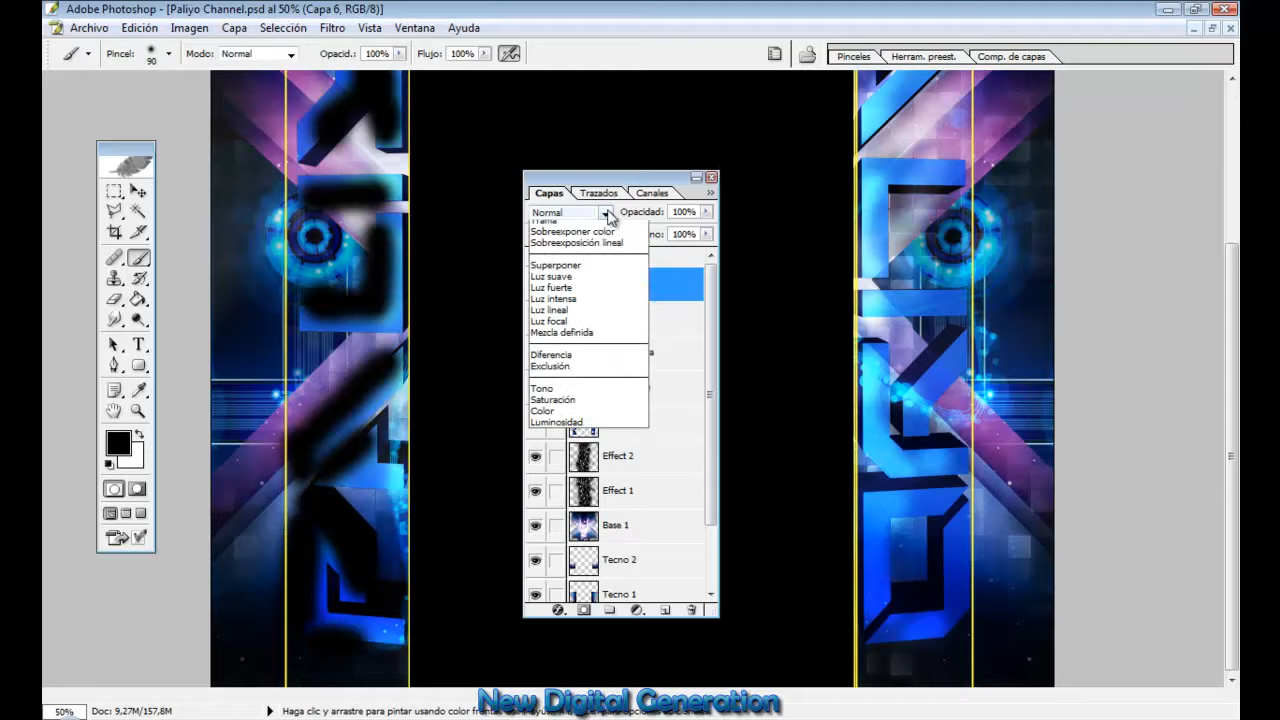 Adobe Photoshop - [Paliyo Channel.psd al 50% (Capa 6, RGB/8)]
Archivo Edición Imagen Capa Selección Filtro Vista Ventana Ayuda
Pincel: 90 Modo: Normal Opacid.: 100% Flujo: 100% Pinceles Herram. preest. Comp. de capas
Capas Trazados Canales
Normal Opacidad: 100%
Trama
Sobreexponer color
no: 100%
Sobreexposición lineal
Superponer
Luz suave
Luz fuerte
Luz intensa
Luz lineal
Luz focal
Mezcla definida
Diferencia
Exclusión
Tono
Saturación
Color
Luminosidad
Effect 2
Effect 1
Base 1
Tecno 2
Tecno 1
New Digital Generation
50% Doc: 9,27M/157,8M Haga clic y arrastre para pintar usando color